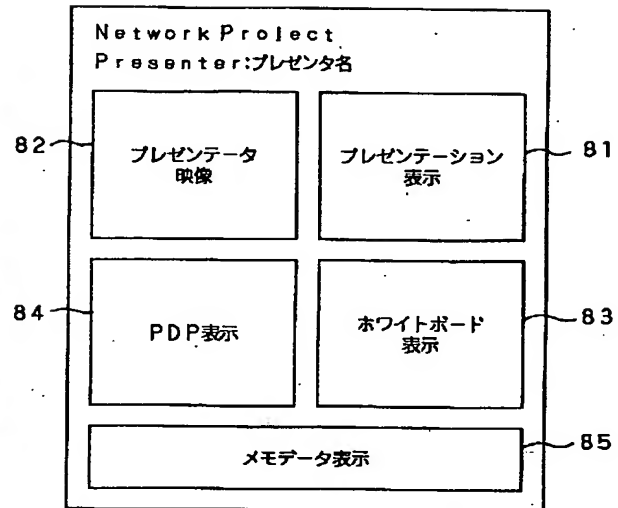 Network Project
Presenter:プレゼンタ名
82
プレゼンテータ
映像
プレゼンテーション
表示
81
84
PDP表示
ホワイトボード
表示
83
メモデータ表示
85